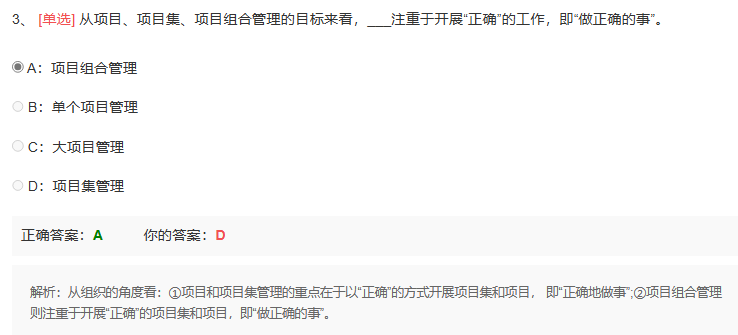 3、 [单选] 从项目、项目集、项目组合管理的目标来看，___注重于开展“正确”的工作，即“做正确的事”。
A：项目组合管理
B：单个项目管理
C：大项目管理
D：项目集管理
正确答案：A 你的答案：D
解析：从组织的角度看：①项目和项目集管理的重点在于以“正确”的方式开展项目集和项目， 即“正确地做事”;②项目组合管理
则注重于开展“正确”的项目集和项目，即“做正确的事”。